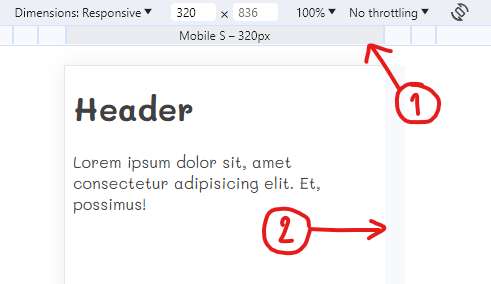 Dimensions: Responsive ▼ 320 × 836 100% ▼ No throttling ▼
Mobile S – 320px
1
Header
Lorem ipsum dolor sit, amet
consectetur adipisicing elit. Et,
possimus!
2